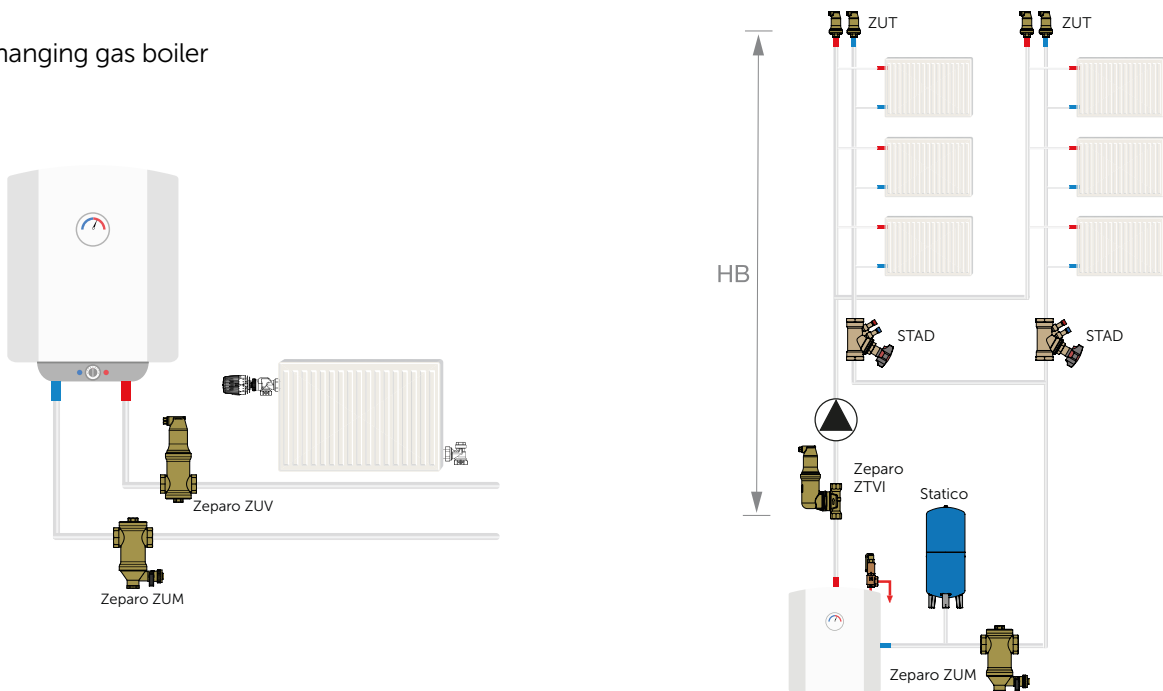 hanging gas boiler
ZUT
ZUT
HB
STAD
STAD
Zeparo
ZTVI
Statico
Zeparo ZUV
Zeparo ZUM
Zeparo ZUM